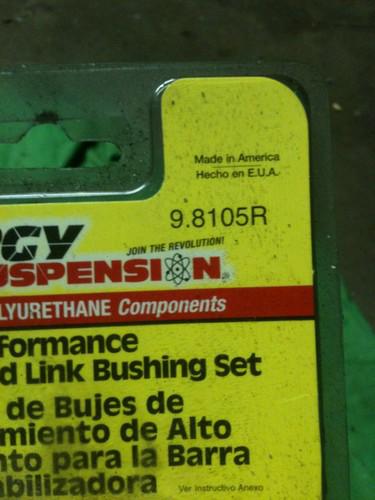 Made in America
Hecho en E.U.A.
9.8105R
RGY
JOIN THE REVOLUTION!
USPENSION
LYURETHANE Components
formance
d Link Bushing Set
de Bujes de
miento de Alto
nto para la Barra
abilizadora
Ver Instructivo Anexo